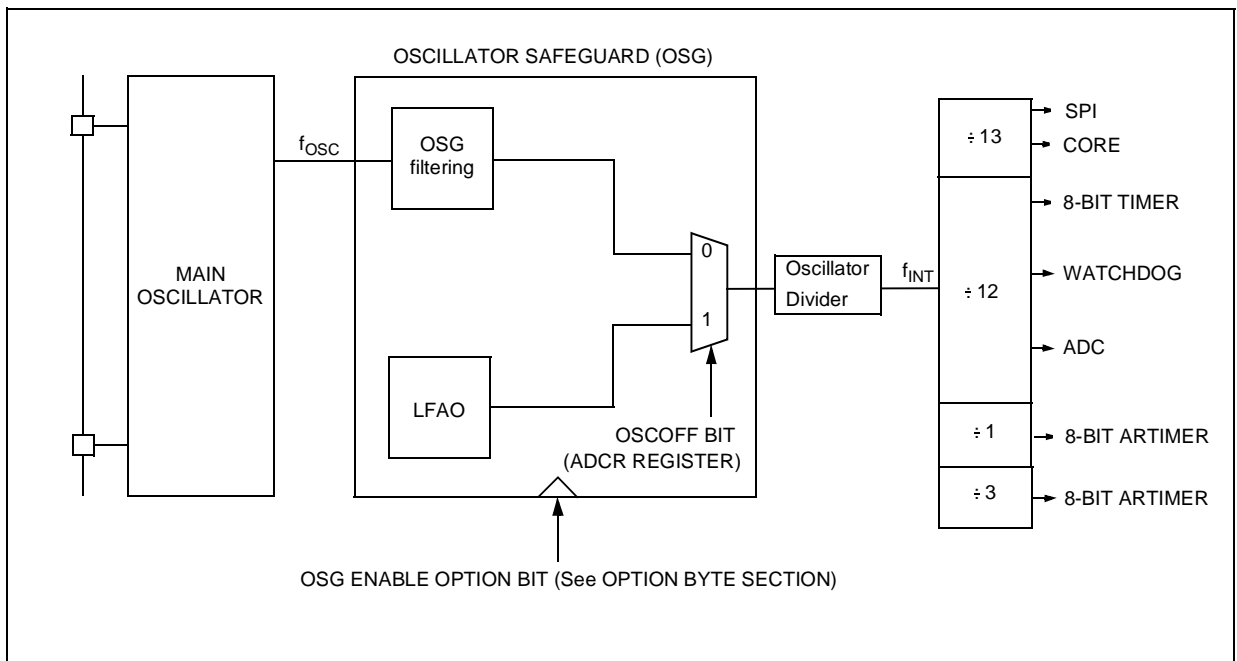 OSCILLATOR SAFEGUARD (OSG)
MAIN
OSCILLATOR
fOSC
OSG
filtering
LFAO
0
1
OSCOFF BIT
(ADCR REGISTER)
OSG ENABLE OPTION BIT (See OPTION BYTE SECTION)
Oscillator
Divider
fINT
÷ 13
÷ 12
÷ 1
÷ 3
SPI
CORE
8-BIT TIMER
WATCHDOG
ADC
8-BIT ARTIMER
8-BIT ARTIMER